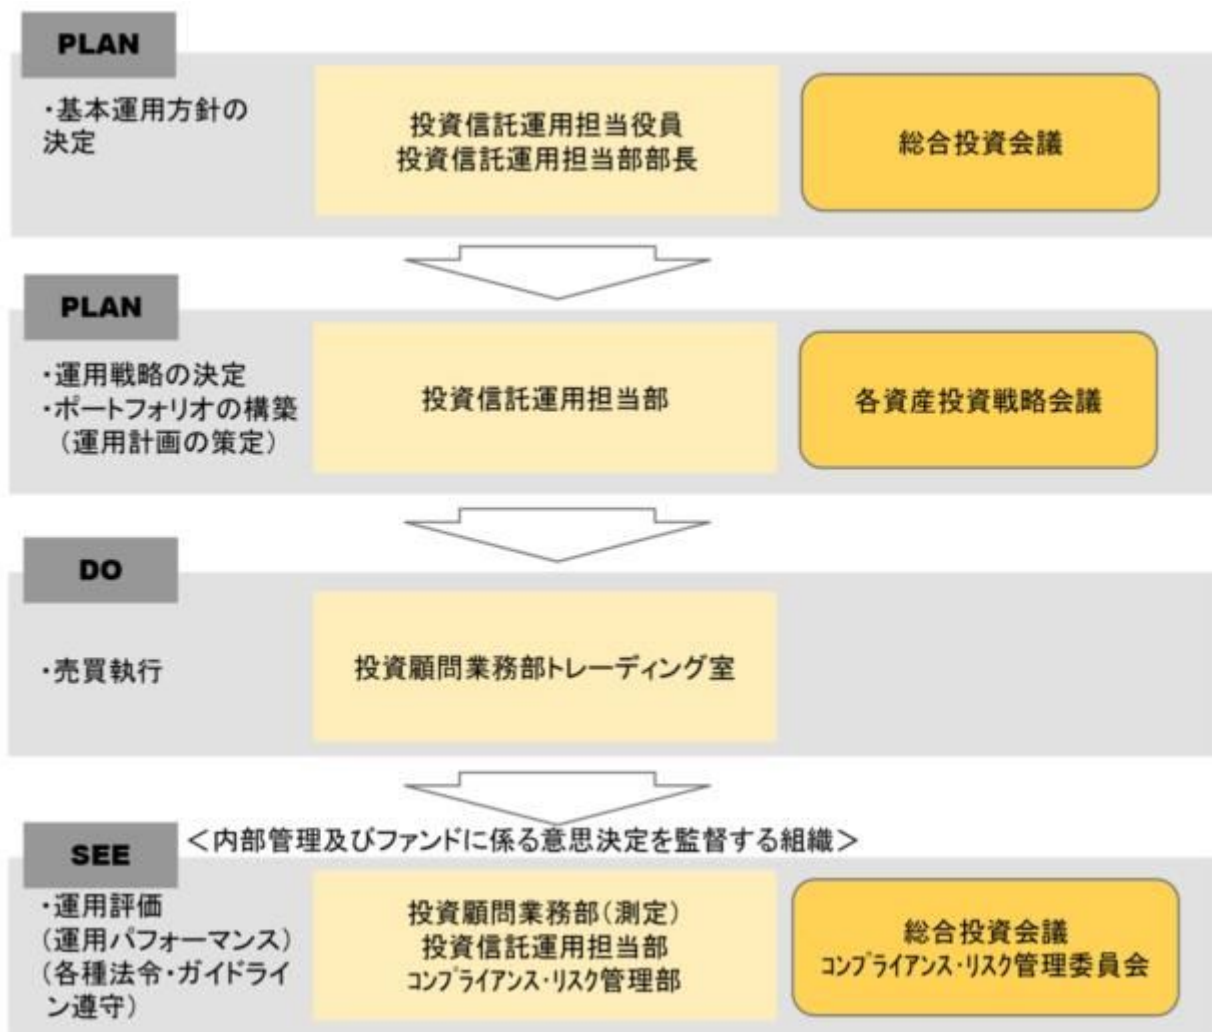 PLAN
・基本運用方針の
決定
投資信託運用担当役員
投資信託運用担当部部長
総合投資会議
PLAN
・運用戦略の決定
・ポートフォリオの構築
（運用計画の策定）
投資信託運用担当部
各資産投資戦略会議
DO
・売買執行
投資顧問業務部トレーディング室
SEE
＜内部管理及びファンドに係る意思決定を監督する組織＞
・運用評価
(運用パフォーマンス)
(各種法令・ガイドライ
ン遵守)
投資顧問業務部（測定）
投資信託運用担当部
ｺﾝﾌﾟﾗｲｱﾝｽ・ﾘｽｸ管理部
総合投資会議
ｺﾝﾌﾟﾗｲｱﾝｽ・ﾘｽｸ管理委員会